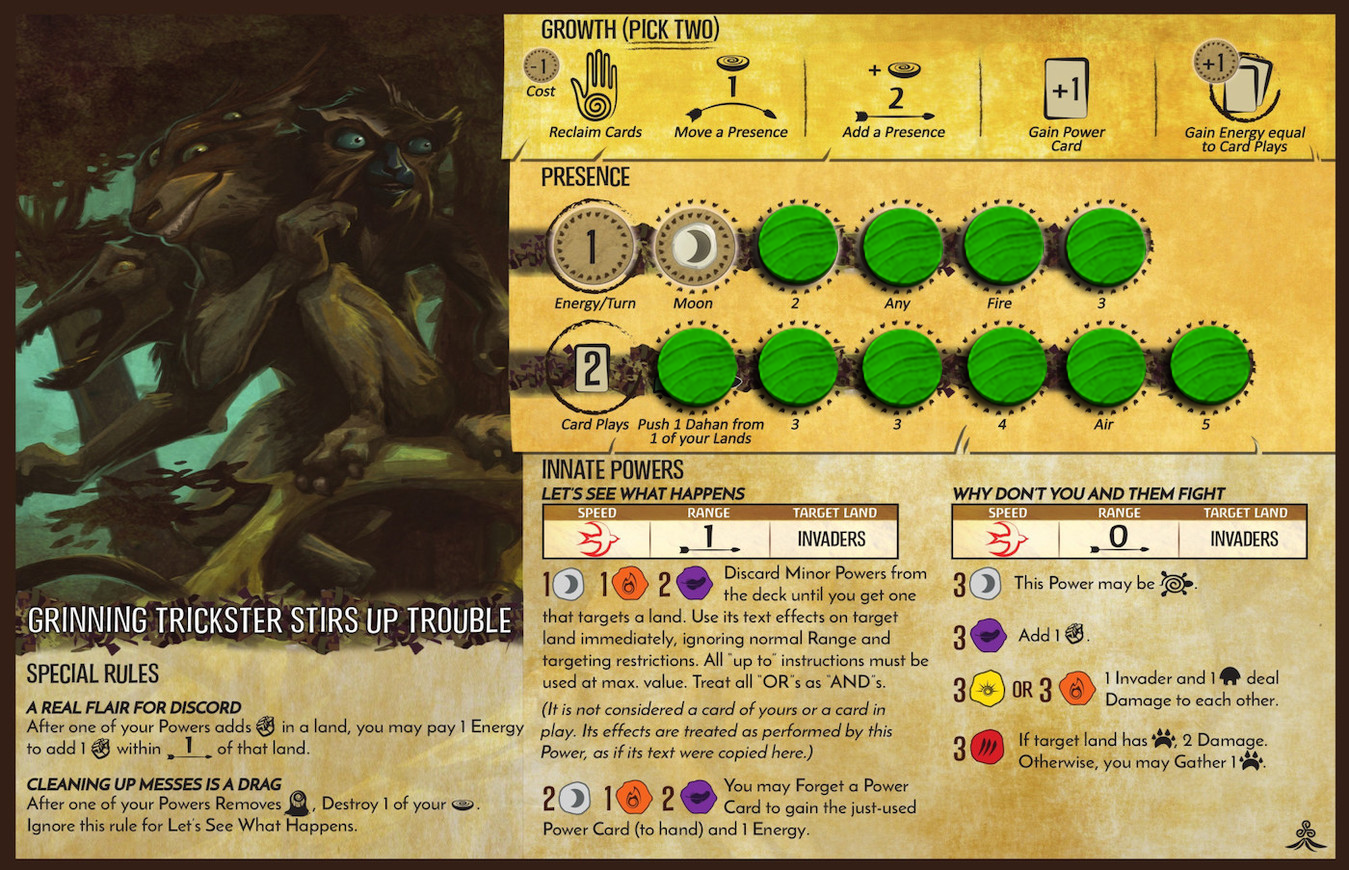 GROWTH (PICK TWO)
-1
Cost
Reclaim Cards
1
Move a Presence
+
2
Add a Presence
+1
Gain Power
Card
+1
Gain Energy equal
to Card Plays
PRESENCE
1
Energy/Turn
Moon
2
Any
Fire
3
2
Card Plays
Push 1 Dahan from
1 of your Lands
3
3
4
Air
5
GRINNING TRICKSTER STIRS UP TROUBLE
SPECIAL RULES
A REAL FLAIR FOR DISCORD
After one of your Powers adds in a land, you may pay 1 Energy
to add 1 within 1 of that land.
CLEANING UP MESSES IS A DRAG
After one of your Powers Removes , Destroy 1 of your .
Ignore this rule for Let's See What Happens.
INNATE POWERS
LET'S SEE WHAT HAPPENS
SPEED RANGE TARGET LAND
1 INVADERS
1 1 2 Discard Minor Powers from
the deck until you get one
that targets a land. Use its text effects on target
land immediately, ignoring normal Range and
targeting restrictions. All "up to" instructions must be
used at max. value. Treat all "OR"s as "AND"s.
(It is not considered a card of yours or a card in
play. Its effects are treated as performed by this
Power, as if its text were copied here.)
2 1 2 You may Forget a Power
Card to gain the just-used
Power Card (to hand) and 1 Energy.
WHY DON'T YOU AND THEM FIGHT
SPEED RANGE TARGET LAND
0 INVADERS
3 This Power may be .
3 Add 1 .
3 OR 3 1 Invader and 1 deal
Damage to each other.
3 If target land has , 2 Damage.
Otherwise, you may Gather 1 .